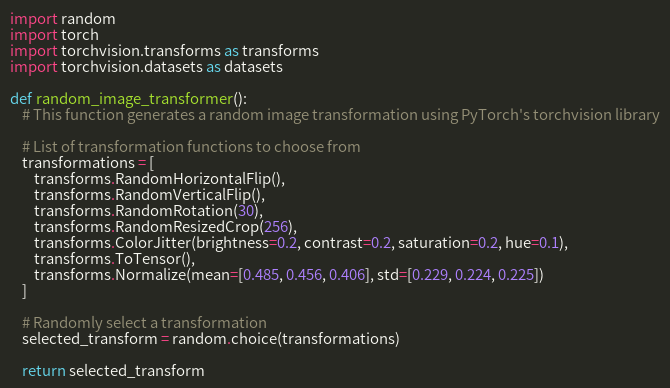 import random
import torch
import torchvision.transforms as transforms
import torchvision.datasets as datasets

def random_image_transformer():
    # This function generates a random image transformation using PyTorch's torchvision library

    # List of transformation functions to choose from
    transformations = [
        transforms.RandomHorizontalFlip(),
        transforms.RandomVerticalFlip(),
        transforms.RandomRotation(30),
        transforms.RandomResizedCrop(256),
        transforms.ColorJitter(brightness=0.2, contrast=0.2, saturation=0.2, hue=0.1),
        transforms.ToTensor(),
        transforms.Normalize(mean=[0.485, 0.456, 0.406], std=[0.229, 0.224, 0.225])
    ]

    # Randomly select a transformation
    selected_transform = random.choice(transformations)

    return selected_transform